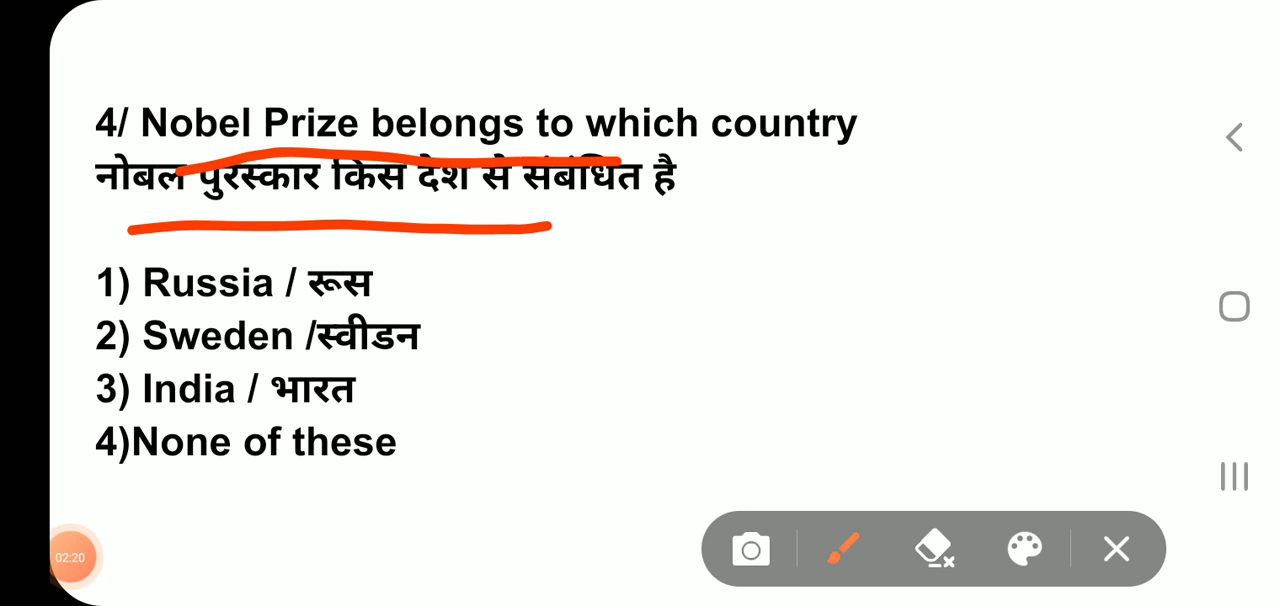 4/ Nobel Prize belongs to which country
नोबल पुरस्कार किस देश से संबंधित है
1) Russia / रूस
2) Sweden /स्वीडन
3) India / भारत
4)None of these
02:20